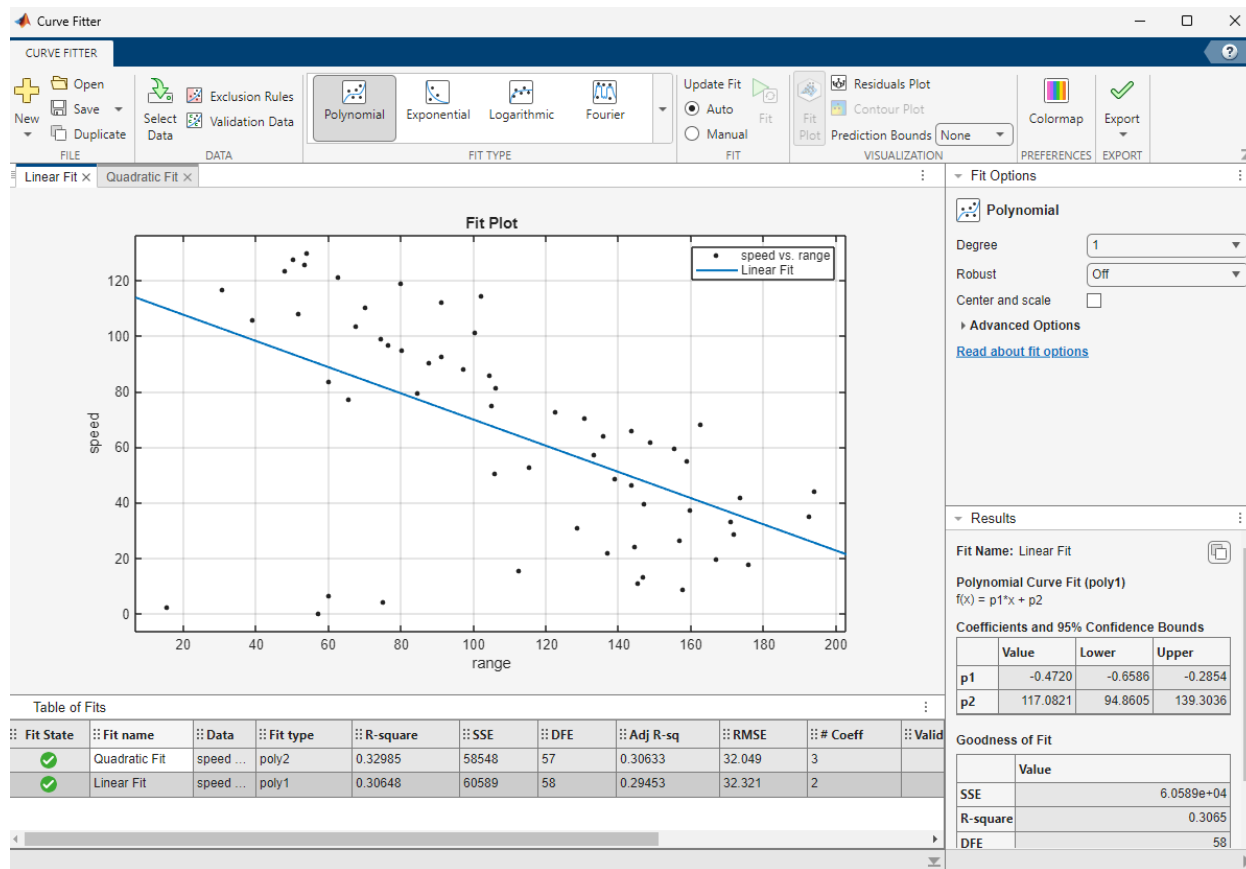 Curve Fitter
CURVE FITTER
?
New
Open
Save
Duplicate
FILE
Select Data
Exclusion Rules
Validation Data
DATA
Polynomial
Exponential
Logarithmic
Fourier
FIT TYPE
Update Fit
Auto
Manual
Fit
FIT
Fit Plot
Residuals Plot
Contour Plot
Prediction Bounds None
VISUALIZATION
Colormap
PREFERENCES
Export
EXPORT
Linear Fit
Quadratic Fit
Fit Plot
speed vs. range
Linear Fit
120
100
80
60
40
20
0
speed
20 40 60 80 100 120 140 160 180 200
range
Table of Fits
Fit State Fit name Data Fit type R-square SSE DFE Adj R-sq RMSE # Coeff Valid
Quadratic Fit speed ... poly2 0.32985 58548 57 0.30633 32.049 3
Linear Fit speed ... poly1 0.30648 60589 58 0.29453 32.321 2
Fit Options
Polynomial
Degree 1
Robust Off
Center and scale
Advanced Options
Read about fit options
Results
Fit Name: Linear Fit
Polynomial Curve Fit (poly1)
f(x) = p1*x + p2
Coefficients and 95% Confidence Bounds
Value Lower Upper
p1 -0.4720 -0.6586 -0.2854
p2 117.0821 94.8605 139.3036
Goodness of Fit
Value
SSE 6.0589e+04
R-square 0.3065
DFE 58